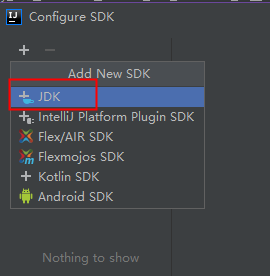 Configure SDK
Add New SDK
JDK
IntelliJ Platform Plugin SDK
Flex/AIR SDK
Flexmojos SDK
Kotlin SDK
Android SDK
Nothing to show